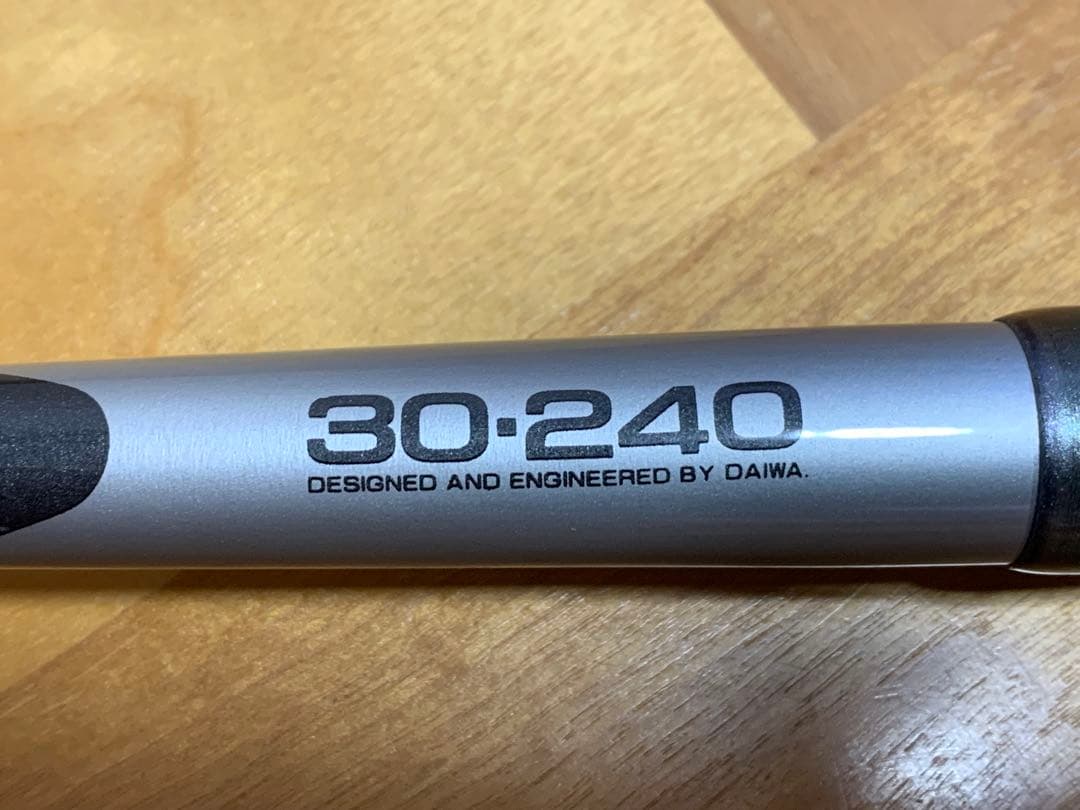 30·240
DESIGNED AND ENGINEERED BY DAIWA.